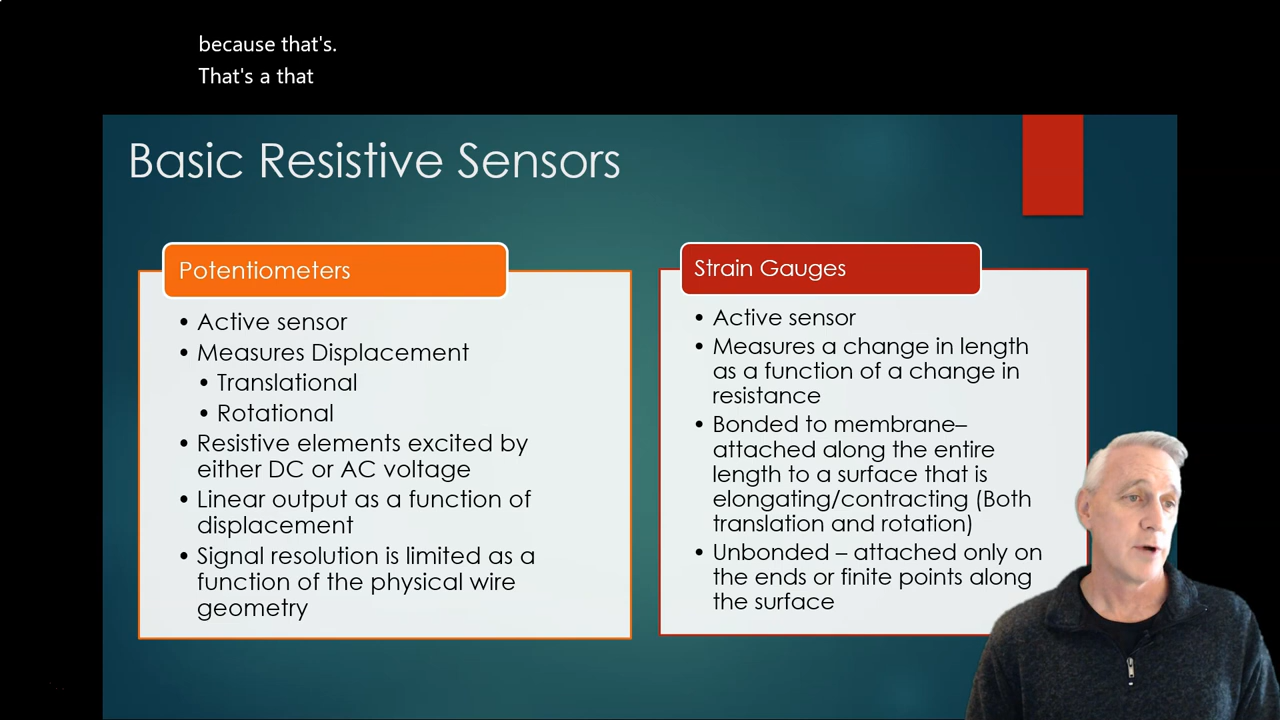 because that's.
That's a that
Basic Resistive Sensors
Potentiometers
• Active sensor
• Measures Displacement
• Translational
• Rotational
• Resistive elements excited by
either DC or AC voltage
• Linear output as a function of
displacement
• Signal resolution is limited as a
function of the physical wire
geometry
Strain Gauges
• Active sensor
• Measures a change in length
as a function of a change in
resistance
• Bonded to membrane–
attached along the entire
length to a surface that is
elongating/contracting (Both
translation and rotation)
• Unbonded – attached only on
the ends or finite points along
the surface